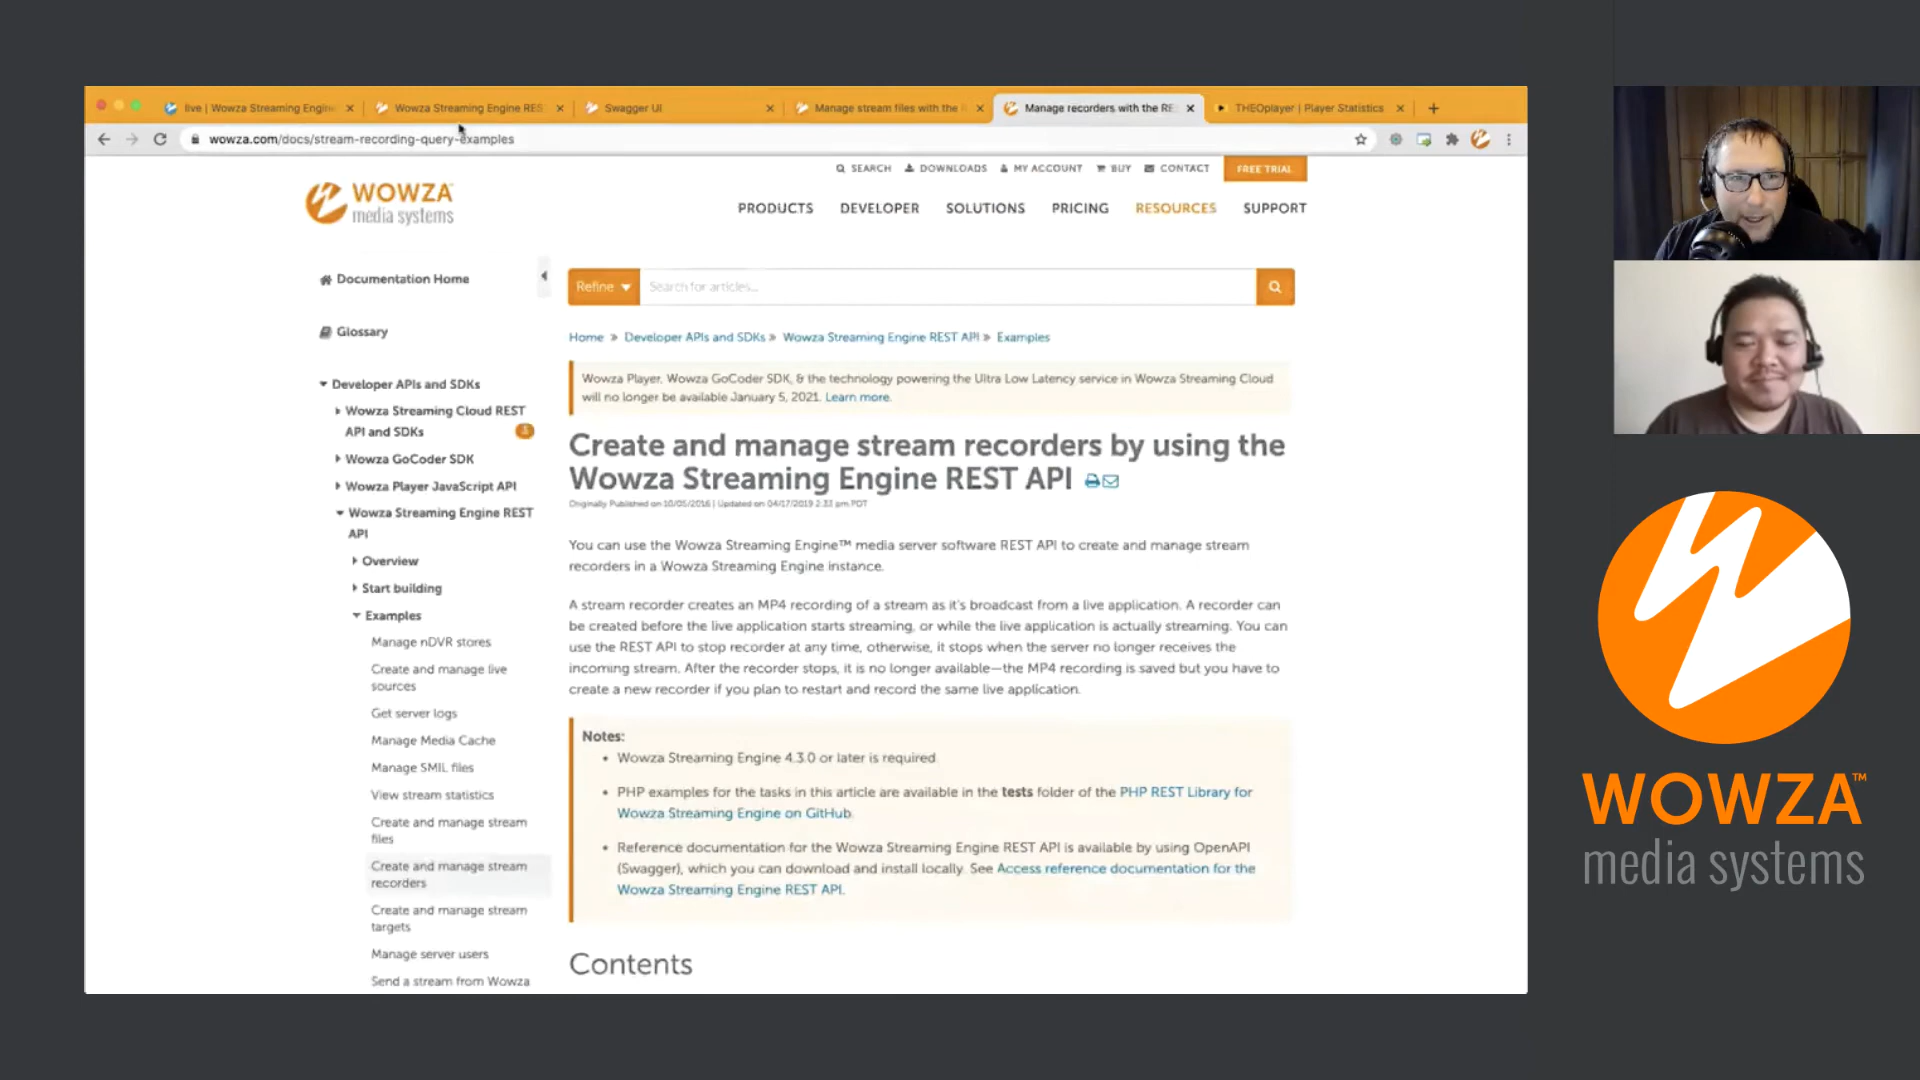 live | Wowza Streaming Engine
Wowza Streaming Engine RES
Swagger UI
Manage stream files with the
Manage recorders with the RE
THEOplayer | Player Statistics
wowza.com/docs/stream-recording-query-examples
SEARCH
DOWNLOADS
MY ACCOUNT
BUY
CONTACT
FREE TRIAL
WOWZA
media systems
PRODUCTS
DEVELOPER
SOLUTIONS
PRICING
RESOURCES
SUPPORT
Documentation Home
Glossary
Developer APIs and SDKs
Wowza Streaming Cloud REST
API and SDKs
Wowza GoCoder SDK
Wowza Player JavaScript API
Wowza Streaming Engine REST
API
Overview
Start building
Examples
Manage nDVR stores
Create and manage live
sources
Get server logs
Manage Media Cache
Manage SMIL files
View stream statistics
Create and manage stream
files
Create and manage stream
recorders
Create and manage stream
targets
Manage server users
Send a stream from Wowza
Refine
Search for articles...
Home » Developer APIs and SDKs » Wowza Streaming Engine REST API » Examples
Wowza Player, Wowza GoCoder SDK, & the technology powering the Ultra Low Latency service in Wowza Streaming Cloud
will no longer be available January 5, 2021. Learn more.
Create and manage stream recorders by using the
Wowza Streaming Engine REST API
Originally Published on 10/05/2016 | Updated on 04/17/2019 2:33 pm PDT
You can use the Wowza Streaming Engine™ media server software REST API to create and manage stream
recorders in a Wowza Streaming Engine instance.
A stream recorder creates an MP4 recording of a stream as it's broadcast from a live application. A recorder can
be created before the live application starts streaming, or while the live application is actually streaming. You can
use the REST API to stop recorder at any time, otherwise, it stops when the server no longer receives the
incoming stream. After the recorder stops, it is no longer available—the MP4 recording is saved but you have to
create a new recorder if you plan to restart and record the same live application.
Notes:
• Wowza Streaming Engine 4.3.0 or later is required.
• PHP examples for the tasks in this article are available in the tests folder of the PHP REST Library for
Wowza Streaming Engine on GitHub.
• Reference documentation for the Wowza Streaming Engine REST API is available by using OpenAPI
(Swagger), which you can download and install locally. See Access reference documentation for the
Wowza Streaming Engine REST API.
Contents
WOWZA™
media systems